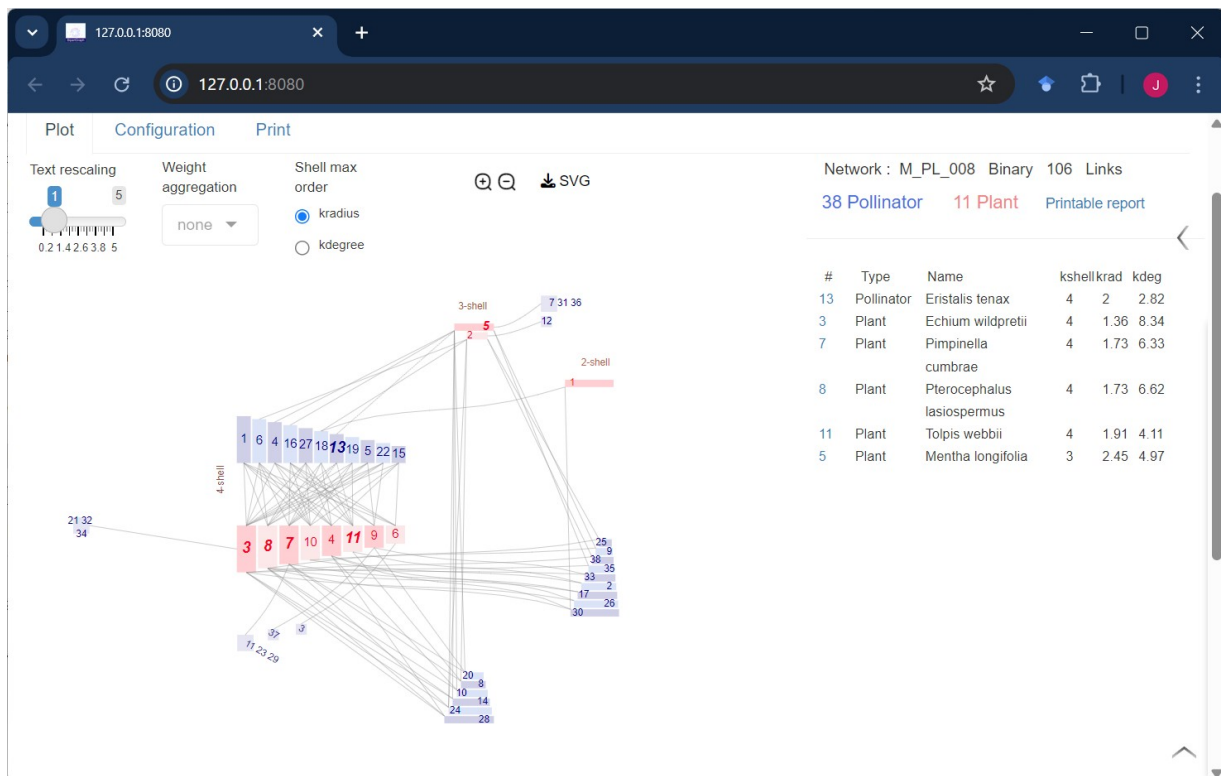 127.0.0.1:8080
127.0.0.1:8080
J
Plot Configuration Print
Text rescaling
1 5
0.2 1.4 2.6 3.8 5
Weight aggregation
none
Shell max order
kradius
kdegree
SVG
Network : M_PL_008 Binary 106 Links
38 Pollinator 11 Plant Printable report
# Type Name kshell krad kdeg
13 Pollinator Eristalis tenax 4 2 2.82
3 Plant Echium wildpretii 4 1.36 8.34
7 Plant Pimpinella 4 1.73 6.33
cumbrae
8 Plant Pterocephalus 4 1.73 6.62
lasiospermus
11 Plant Tolpis webbii 4 1.91 4.11
5 Plant Mentha longifolia 3 2.45 4.97
3-shell
5
2
7 31 36
12
2-shell
1
1 6 4 16 27 18 13 19 5 22 15
4-shell
21 32
34
3 8 7 10 4 11 9 6
11 23 29
37
3
25
9
38
35
33
2
17
26
30
20
8
10
14
24
28